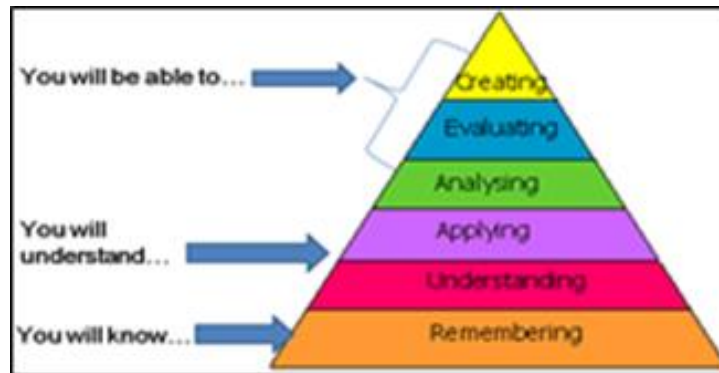 You will be able to...
Creating
Evaluating
Analysing
You will
understand...
Applying
Understanding
You will know...
Remembering